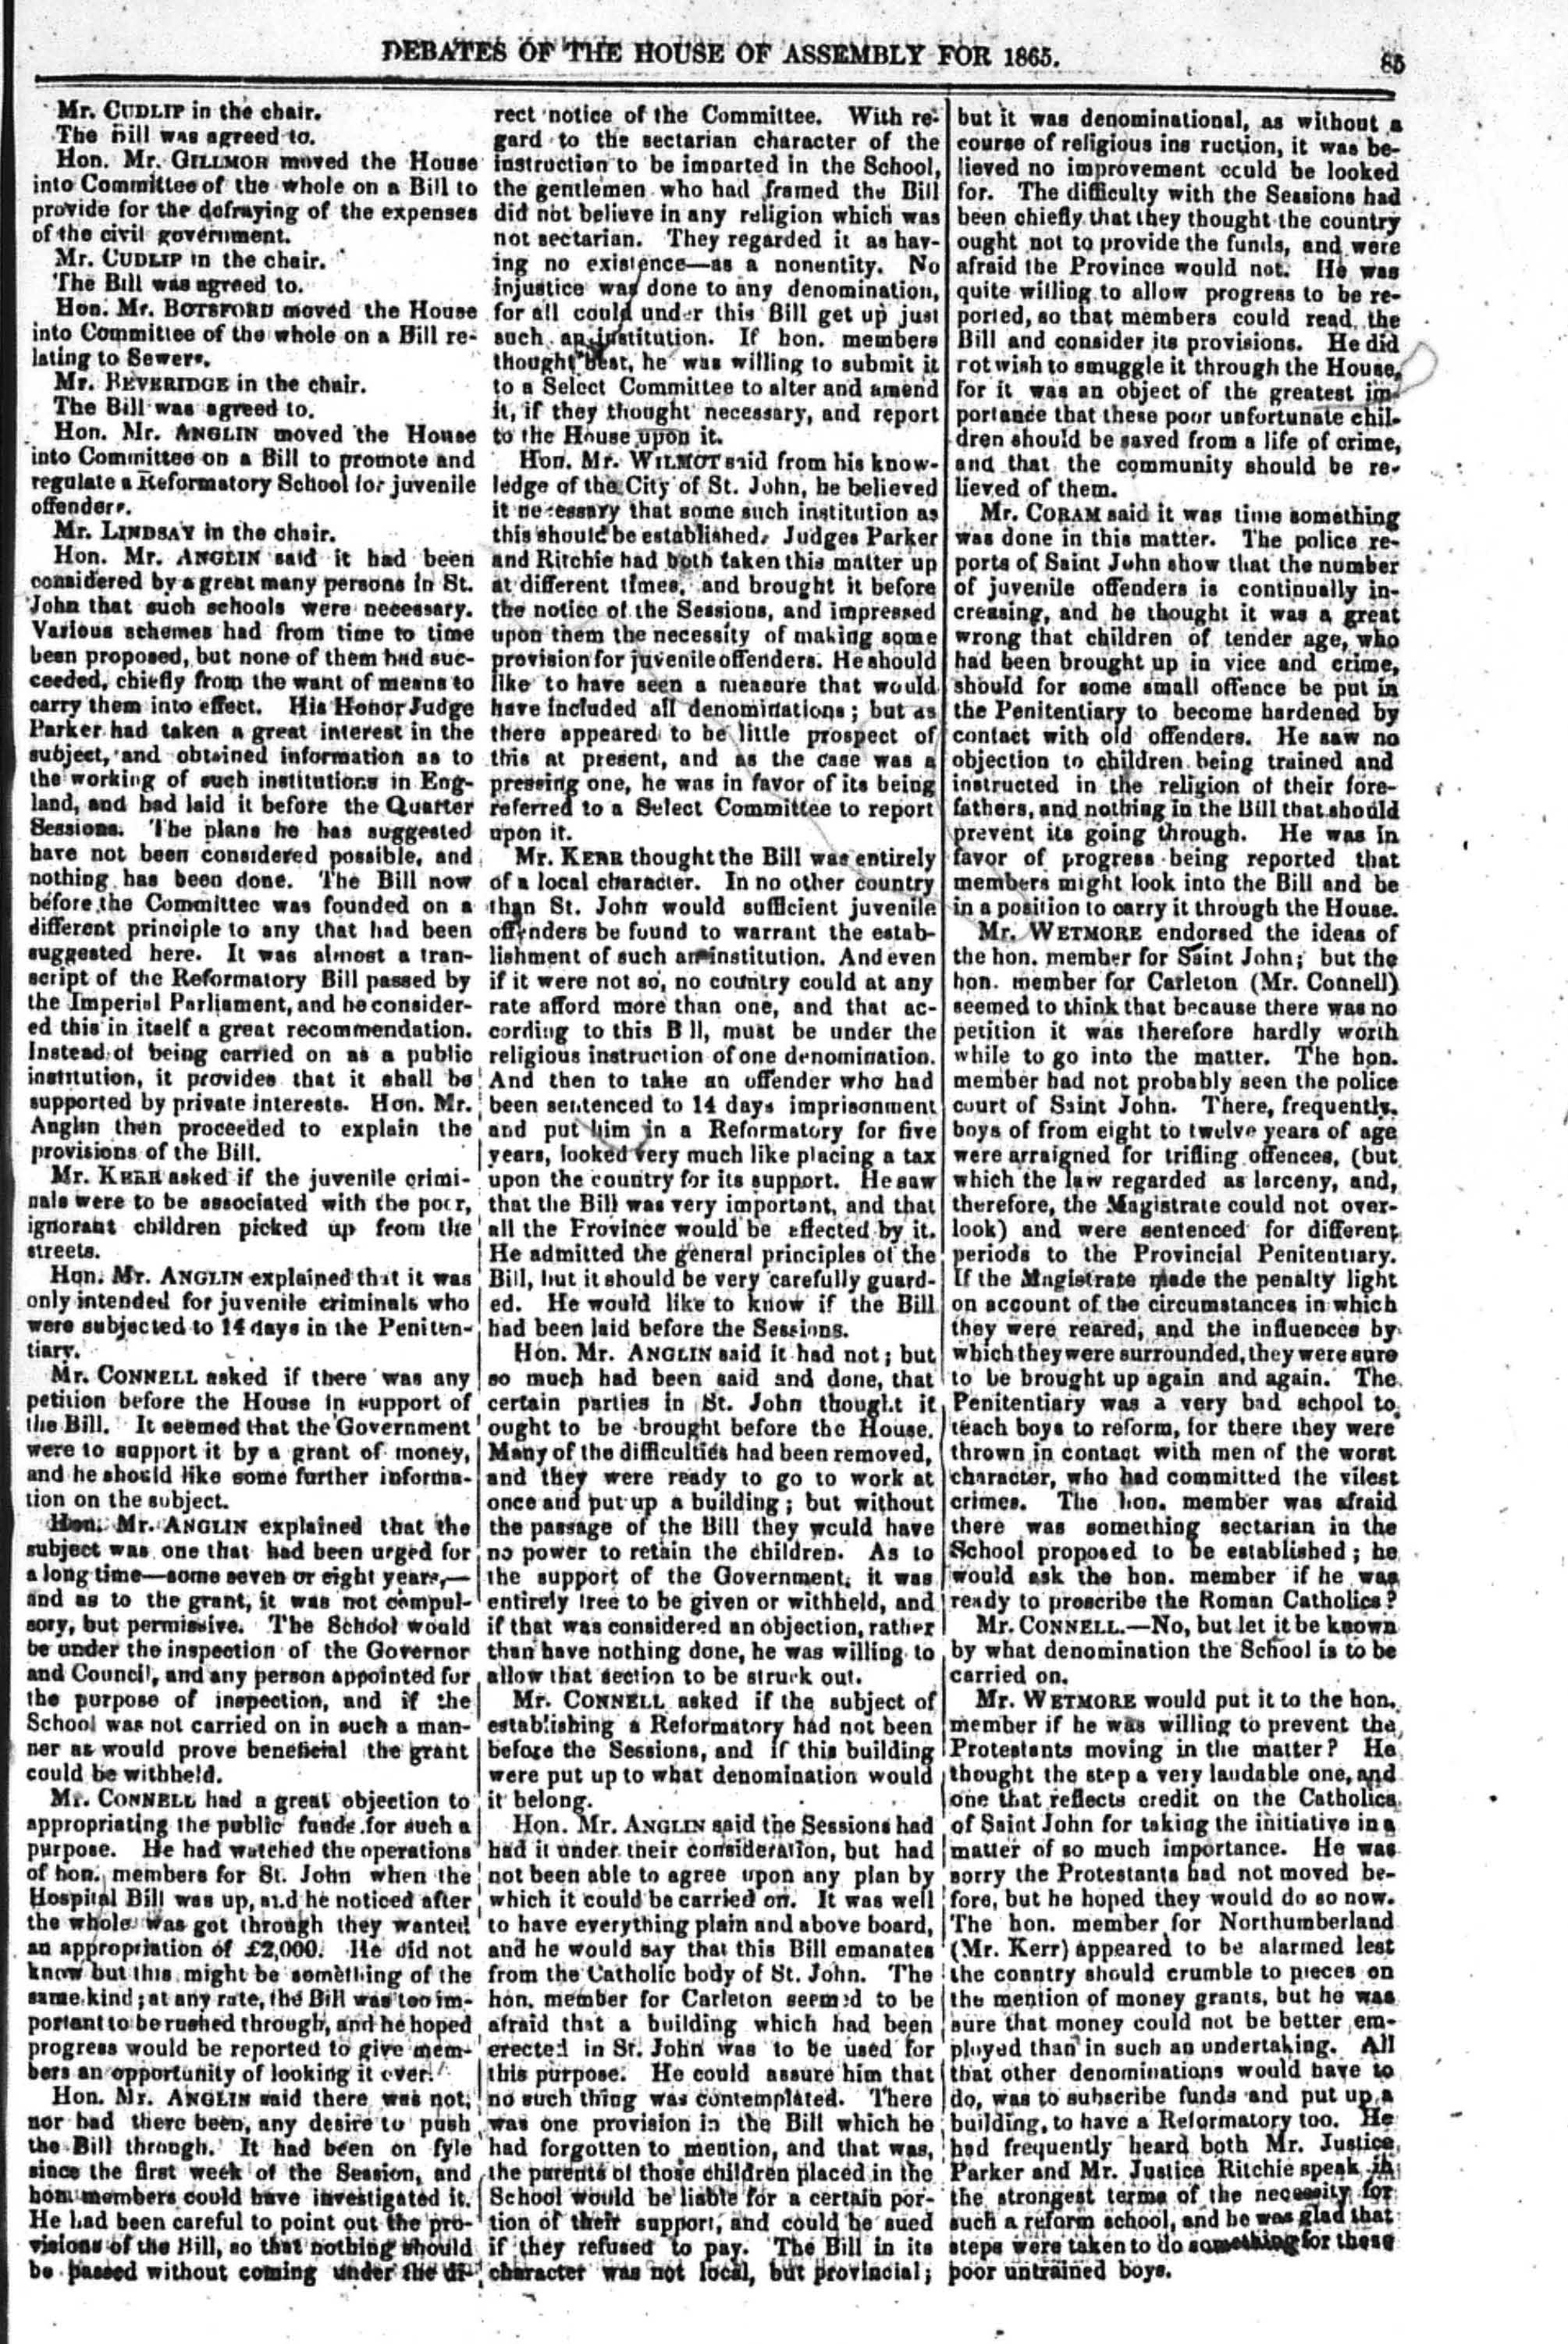 DEBATES OF THE HOUSE OF ASSEMBLY FOR 1865. 85
Mr. CUDLIP in the chair.
The Bill was agreed to.
Hon. Mr. GILLMOR moved the House
into Committee of the whole on a Bill to
provide for the defraying of the expenses
of the civil government.
Mr. CUDLIP in the chair.
The Bill was agreed to.
Hon. Mr. BOTSFORD moved the House
into Committee of the whole on a Bill re-
lating to Sewers.
Mr. BEVERIDGE in the chair.
The Bill was agreed to.
Hon. Mr. ANGLIN moved the House
into Committee on a Bill to promote and
regulate a Reformatory School for juvenile
offenders.
Mr. LINDSAY in the chair.
Hon. Mr. ANGLIN said it had been
considered by a great many persons in St.
John that such schools were necessary.
Various schemes had from time to time
been proposed, but none of them had suc-
ceeded, chiefly from the want of means to
carry them into effect. His Honor Judge
Parker had taken a great interest in the
subject, and obtained information as to
the working of such institutions in Eng-
land, and had laid it before the Quarter
Sessions. The plans he has suggested
have not been considered possible, and
nothing has been done. The Bill now
before the Committee was founded on a
different principle to any that had been
suggested here. It was almost a tran-
script of the Reformatory Bill passed by
the Imperial Parliament, and he consider-
ed this in itself a great recommendation.
Instead of being carried on as a public
institution, it provides that it shall be
supported by private interests. Hon. Mr.
Anglin then proceeded to explain the
provisions of the Bill.
Mr. KERR asked if the juvenile crimi-
nals were to be associated with the poor,
ignorant children picked up from the
streets.
Hon. Mr. ANGLIN explained that it was
only intended for juvenile criminals who
were subjected to 14 days in the Peniten-
tiary.
Mr. CONNELL asked if there was any
petition before the House in support of
the Bill. It seemed that the Government
were to support it by a grant of money,
and he should like some further informa-
tion on the subject.
Hon. Mr. ANGLIN explained that the
subject was one that had been urged for
a long time—some seven or eight years,—
and as to the grant, it was not compul-
sory, but permissive. The School would
be under the inspection of the Governor
and Council, and any person appointed for
the purpose of inspection, and if the
School was not carried on in such a man-
ner as would prove beneficial the grant
could be withheld.
Mr. CONNELL had a great objection to
appropriating the public funds for such a
purpose. He had watched the operations
of hon. members for St. John when the
Hospital Bill was up, and he noticed after
the whole was got through they wanted
an appropriation of £2,000. He did not
know but this might be something of the
same kind; at any rate, the Bill was too im-
portant to be rushed through, and he hoped
progress would be reported to give mem-
bers an opportunity of looking it over.
Hon. Mr. ANGLIN said there was not,
nor had there been, any desire to push
the Bill through. It had been on fyle
since the first week of the Session, and
hon. members could have investigated it.
He had been careful to point out the pro-
visions of the Bill, so that nothing should
be passed without coming under the di-
rect notice of the Committee. With re-
gard to the sectarian character of the
instruction to be imparted in the School,
the gentlemen who had framed the Bill
did not believe in any religion which was
not sectarian. They regarded it as hav-
ing no existence—as a nonentity. No
injustice was done to any denomination,
for all could under this Bill get up just
such an institution. If hon. members
thought best, he was willing to submit it
to a Select Committee to alter and amend
it, if they thought necessary, and report
to the House upon it.
Hon. Mr. WILMOT said from his know-
ledge of the City of St. John, he believed
it necessary that some such institution as
this should be established. Judges Parker
and Ritchie had both taken this matter up
at different times, and brought it before
the notice of the Sessions, and impressed
upon them the necessity of making some
provision for juvenile offenders. He should
like to have seen a measure that would
have included all denominations; but as
there appeared to be little prospect of
this at present, and as the case was a
pressing one, he was in favor of its being
referred to a Select Committee to report
upon it.
Mr. KERR thought the Bill was entirely
of a local character. In no other country
than St. John would sufficient juvenile
offenders be found to warrant the estab-
lishment of such an institution. And even
if it were not so, no country could at any
rate afford more than one, and that ac-
cording to this Bill, must be under the
religious instruction of one denomination.
And then to take an offender who had
been sentenced to 14 days imprisonment
and put him in a Reformatory for five
years, looked very much like placing a tax
upon the country for its support. He saw
that the Bill was very important, and that
all the Province would be effected by it.
He admitted the general principles of the
Bill, but it should be very carefully guard-
ed. He would like to know if the Bill
had been laid before the Sessions.
Hon. Mr. ANGLIN said it had not; but
so much had been said and done, that
certain parties in St. John thought it
ought to be brought before the House.
Many of the difficulties had been removed,
and they were ready to go to work at
once and put up a building; but without
the passage of the Bill they would have
no power to retain the children. As to
the support of the Government, it was
entirely free to be given or withheld, and
if that was considered an objection, rather
than have nothing done, he was willing to
allow that section to be struck out.
Mr. CONNELL asked if the subject of
establishing a Reformatory had not been
before the Sessions, and if this building
were put up to what denomination would
it belong.
Hon. Mr. ANGLIN said the Sessions had
had it under their consideration, but had
not been able to agree upon any plan by
which it could be carried on. It was well
to have everything plain and above board,
and he would say that this Bill emanates
from the Catholic body of St. John. The
hon. member for Carleton seemed to be
afraid that a building which had been
erected in St. John was to be used for
this purpose. He could assure him that
no such thing was contemplated. There
was one provision in the Bill which he
had forgotten to mention, and that was,
the parents of those children placed in the
School would be liable for a certain por-
tion of their support, and could be sued
if they refused to pay. The Bill in its
character was not local, but provincial;
but it was denominational, as without a
course of religious ins ruction, it was be-
lieved no improvement could be looked
for. The difficulty with the Sessions had
been chiefly that they thought the country
ought not to provide the funds, and were
afraid the Province would not. He was
quite willing to allow progress to be re-
ported, so that members could read the
Bill and consider its provisions. He did
not wish to smuggle it through the House,
for it was an object of the greatest im-
portance that these poor unfortunate chil-
dren should be saved from a life of crime,
and that the community should be re-
lieved of them.
Mr. CORAM said it was time something
was done in this matter. The police re-
ports of Saint John show that the number
of juvenile offenders is continually in-
creasing, and he thought it was a great
wrong that children of tender age, who
had been brought up in vice and crime,
should for some small offence be put in
the Penitentiary to become hardened by
contact with old offenders. He saw no
objection to children being trained and
instructed in the religion of their fore-
fathers, and nothing in the Bill that should
prevent its going through. He was in
favor of progress being reported that
members might look into the Bill and be
in a position to carry it through the House.
Mr. WETMORE endorsed the ideas of
the hon. member for Saint John; but the
hon. member for Carleton (Mr. Connell)
seemed to think that because there was no
petition it was therefore hardly worth
while to go into the matter. The hon.
member had not probably seen the police
court of Saint John. There, frequently,
boys of from eight to twelve years of age
were arraigned for trifling offences, (but
which the law regarded as larceny, and,
therefore, the Magistrate could not over-
look) and were sentenced for different
periods to the Provincial Penitentiary.
If the Magistrate made the penalty light
on account of the circumstances in which
they were reared, and the influences by
which they were surrounded, they were sure
to be brought up again and again. The
Penitentiary was a very bad school to
teach boys to reform, for there they were
thrown in contact with men of the worst
character, who had committed the vilest
crimes. The hon. member was afraid
there was something sectarian in the
School proposed to be established; he
would ask the hon. member if he was
ready to proscribe the Roman Catholics?
Mr. CONNELL.—No, but let it be known
by what denomination the School is to be
carried on.
Mr. WETMORE would put it to the hon.
member if he was willing to prevent the
Protestants moving in the matter? He
thought the step a very laudable one, and
one that reflects credit on the Catholics
of Saint John for taking the initiative in a
matter of so much importance. He was
sorry the Protestants had not moved be-
fore, but he hoped they would do so now.
The hon. member for Northumberland
(Mr. Kerr) appeared to be alarmed lest
the conntry should crumble to pieces on
the mention of money grants, but he was
sure that money could not be better em-
ployed than in such an undertaking. All
that other denominations would have to
do, was to subscribe funds and put up a
building, to have a Reformatory too. He
had frequently heard both Mr. Justice
Parker and Mr. Justice Ritchie speak in
the strongest terms of the necessity for
such a reform school, and he was glad that
steps were taken to do something for these
poor untrained boys.